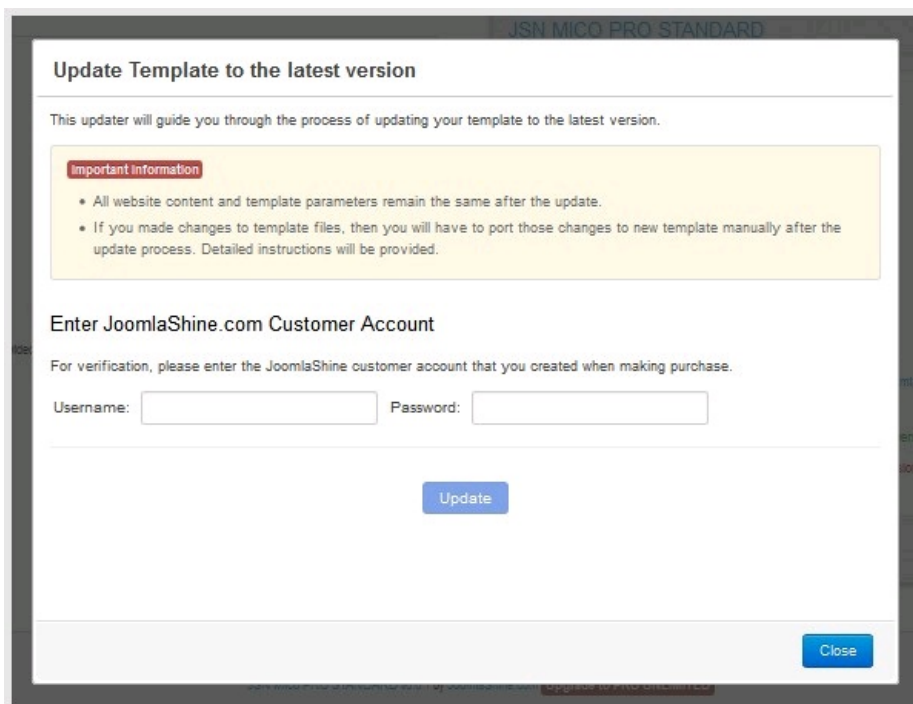 JSN MICO PRO STANDARD
Update Template to the latest version
This updater will guide you through the process of updating your template to the latest version.
Important Information
All website content and template parameters remain the same after the update.
If you made changes to template files, then you will have to port those changes to new template manually after the
update process. Detailed instructions will be provided.
Enter JoomlaShine.com Customer Account
For verification, please enter the JoomlaShine customer account that you created when making purchase.
Username:
Password:
Update
Close
by JoomlaShine.com Upgrade to PRO UNLIMITED